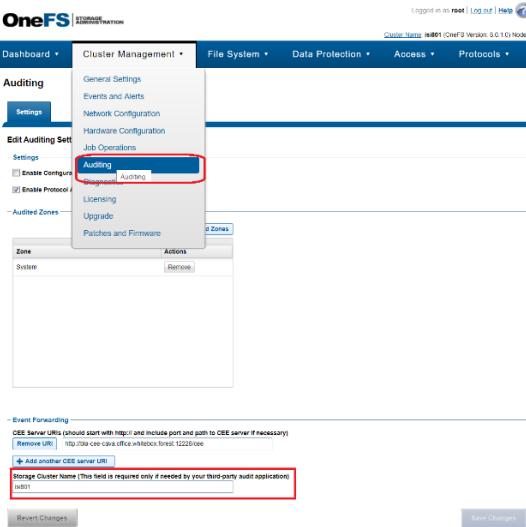 Logged in as root | Log out | Help
OneFS STORAGE ADMINISTRATION
Cluster Name isi801 (OneFS Version: 8.0.1.0) Node
Dashboard Cluster Management File System Data Protection Access Protocols
Auditing
General Settings
Events and Alerts
Settings
Network Configuration
Hardware Configuration
Edit Auditing Sett
Job Operations
Settings
Auditing
Enable Configura
Auditing
Diagnostics
Enable Protocol A
Licensing
Audited Zones
Upgrade
Patches and Firmware
d Zones
Zone Actions
System Remove
Event Forwarding
CEE Server URIs (should start with http:// and include port and path to CEE server if necessary)
Remove URI http://bia-cee-cava.office.whitebox.forest:12228/cee
Add another CEE server URI
Storage Cluster Name (This field is required only if needed by your third-party audit application)
isi801
Revert Changes Save Changes